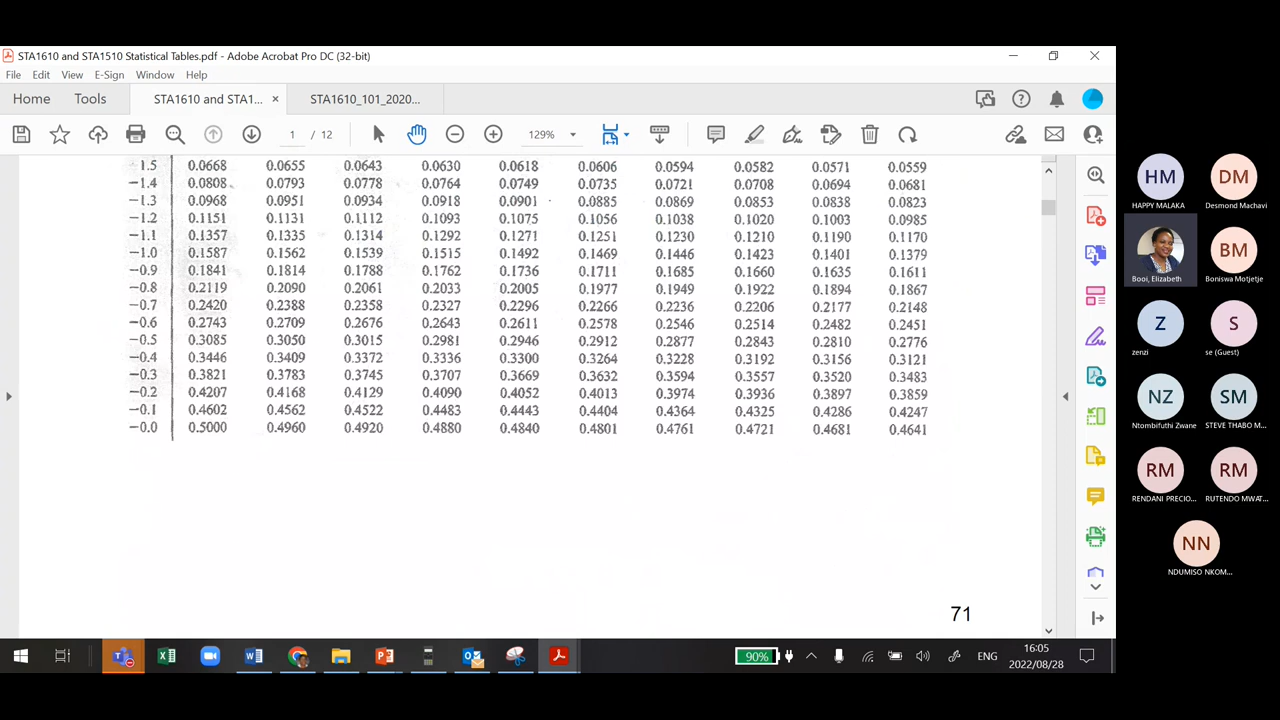 STA1610 and STA1510 Statistical Tables.pdf - Adobe Acrobat Pro DC (32-bit)
File Edit View E-Sign Window Help
Home Tools STA1610 and STA1... × STA1610_101_2020...
1 / 12 129%
−1.5 0.0668 0.0655 0.0643 0.0630 0.0618 0.0606 0.0594 0.0582 0.0571 0.0559
−1.4 0.0808 0.0793 0.0778 0.0764 0.0749 0.0735 0.0721 0.0708 0.0694 0.0681
−1.3 0.0968 0.0951 0.0934 0.0918 0.0901 0.0885 0.0869 0.0853 0.0838 0.0823
−1.2 0.1151 0.1131 0.1112 0.1093 0.1075 0.1056 0.1038 0.1020 0.1003 0.0985
−1.1 0.1357 0.1335 0.1314 0.1292 0.1271 0.1251 0.1230 0.1210 0.1190 0.1170
−1.0 0.1587 0.1562 0.1539 0.1515 0.1492 0.1469 0.1446 0.1423 0.1401 0.1379
−0.9 0.1841 0.1814 0.1788 0.1762 0.1736 0.1711 0.1685 0.1660 0.1635 0.1611
−0.8 0.2119 0.2090 0.2061 0.2033 0.2005 0.1977 0.1949 0.1922 0.1894 0.1867
−0.7 0.2420 0.2388 0.2358 0.2327 0.2296 0.2266 0.2236 0.2206 0.2177 0.2148
−0.6 0.2743 0.2709 0.2676 0.2643 0.2611 0.2578 0.2546 0.2514 0.2482 0.2451
−0.5 0.3085 0.3050 0.3015 0.2981 0.2946 0.2912 0.2877 0.2843 0.2810 0.2776
−0.4 0.3446 0.3409 0.3372 0.3336 0.3300 0.3264 0.3228 0.3192 0.3156 0.3121
−0.3 0.3821 0.3783 0.3745 0.3707 0.3669 0.3632 0.3594 0.3557 0.3520 0.3483
−0.2 0.4207 0.4168 0.4129 0.4090 0.4052 0.4013 0.3974 0.3936 0.3897 0.3859
−0.1 0.4602 0.4562 0.4522 0.4483 0.4443 0.4404 0.4364 0.4325 0.4286 0.4247
−0.0 0.5000 0.4960 0.4920 0.4880 0.4840 0.4801 0.4761 0.4721 0.4681 0.4641
71
HM DM
HAPPY MALAKA Desmond Machavi
BM
Booi, Elizabeth Boniswa Motjetje
Z S
zenzi se (Guest)
NZ SM
Ntombifuthi Zwane STEVE THABO M...
RM RM
RENDANI PRECIO... RUTENDO MWAT...
NN
NDUMISO NKOM...
90% ENG 16:05
2022/08/28